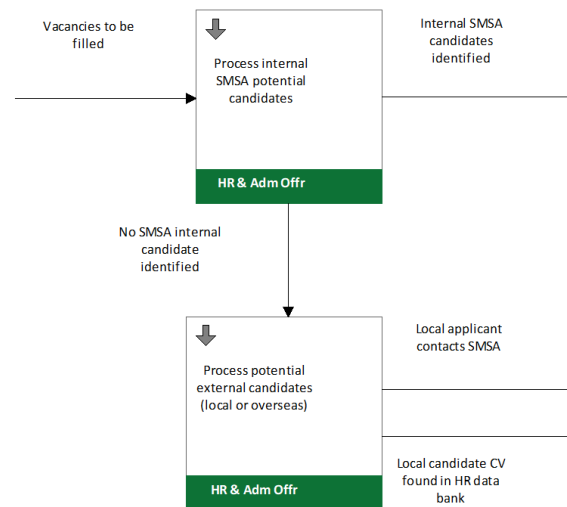 Vacancies to be
filled
Process internal
SMSA potential
candidates
HR & Adm Offr
Internal SMSA
candidates
identified
No SMSA internal
candidate
identified
Process potential
external candidates
(local or overseas)
HR & Adm Offr
Local applicant
contacts SMSA
Local candidate CV
found in HR data
bank